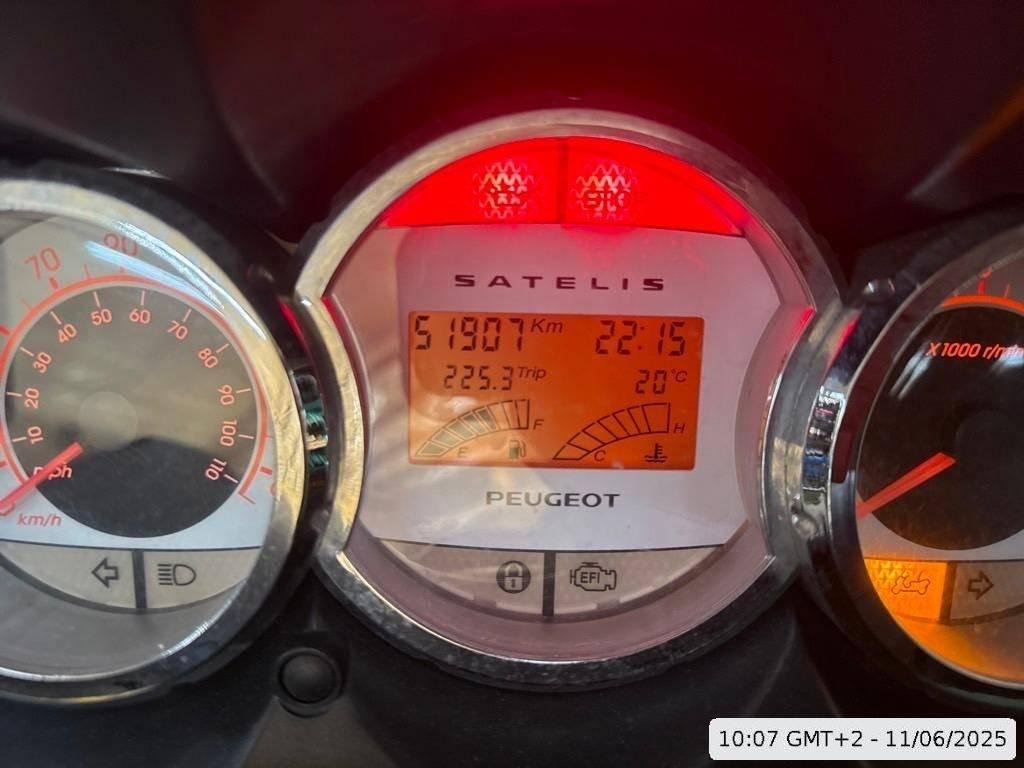 SATELIS
51907 Km 22:15
225.3 Trip 20°C
E F
C H
PEUGEOT
EFI
70
90
10
20
30
40
50
60
70
80
90
100
110
mph
km/h
X1000 r/min
10:07 GMT+2 - 11/06/2025